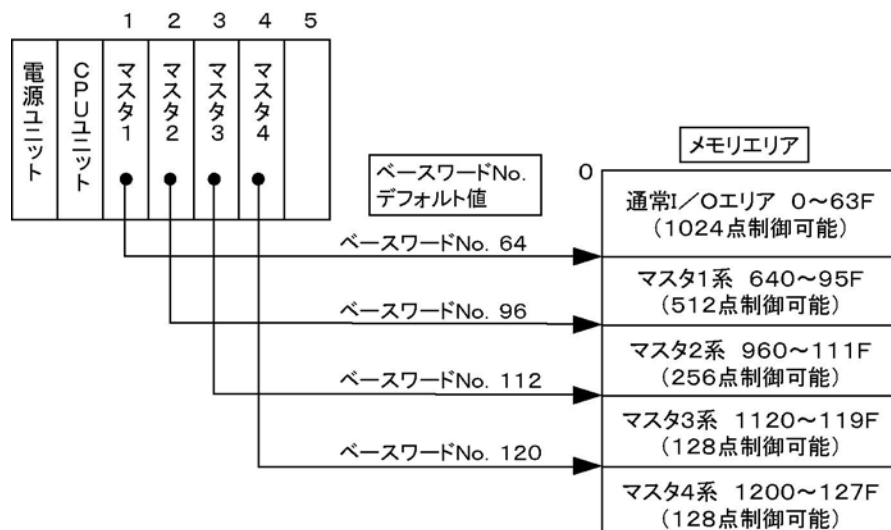 1 2 3 4 5
電源ユニット
CPUユニット
マスタ1
マスタ2
マスタ3
マスタ4
ベースワードNo.
デフォルト値
ベースワードNo. 64
ベースワードNo. 96
ベースワードNo. 112
ベースワードNo. 120
メモリエリア
0
通常I/Oエリア 0~63F
(1024点制御可能)
マスタ1系 640~95F
(512点制御可能)
マスタ2系 960~111F
(256点制御可能)
マスタ3系 1120~119F
(128点制御可能)
マスタ4系 1200~127F
(128点制御可能)